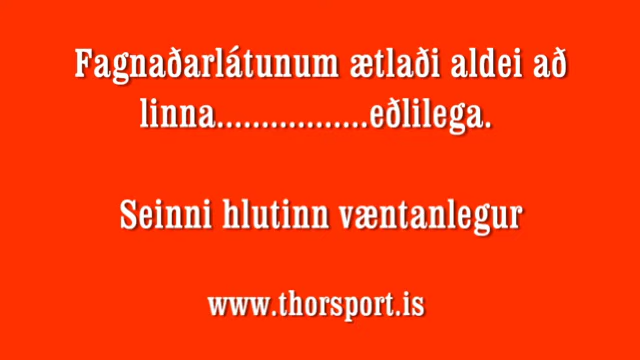 Fagnaðarlátunum ætlaði aldei að
linna.................eðlilega.
Seinni hlutinn væntanlegur
www.thorsport.is